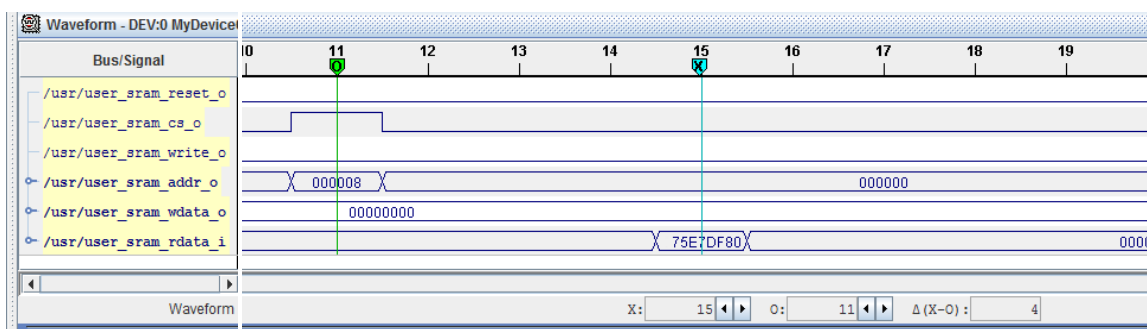 Waveform - DEV:0 MyDevice
Bus/Signal
10 11 12 13 14 15 16 17 18 19
O X
/usr/user_sram_reset_o
/usr/user_sram_cs_o
/usr/user_sram_write_o
/usr/user_sram_addr_o 000008 000000
/usr/user_sram_wdata_o 00000000
/usr/user_sram_rdata_i 75E7DF80 0000
Waveform X: 15 O: 11 Δ(X-O): 4